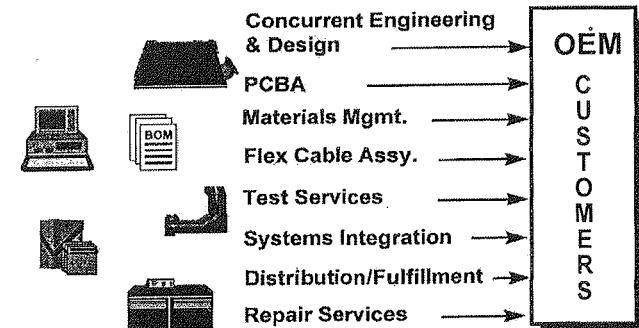 Concurrent Engineering
& Design
PCBA
Materials Mgmt.
Flex Cable Assy.
Test Services
Systems Integration
Distribution/Fulfillment
Repair Services
BOM
OEM
C
U
S
T
O
M
E
R
S